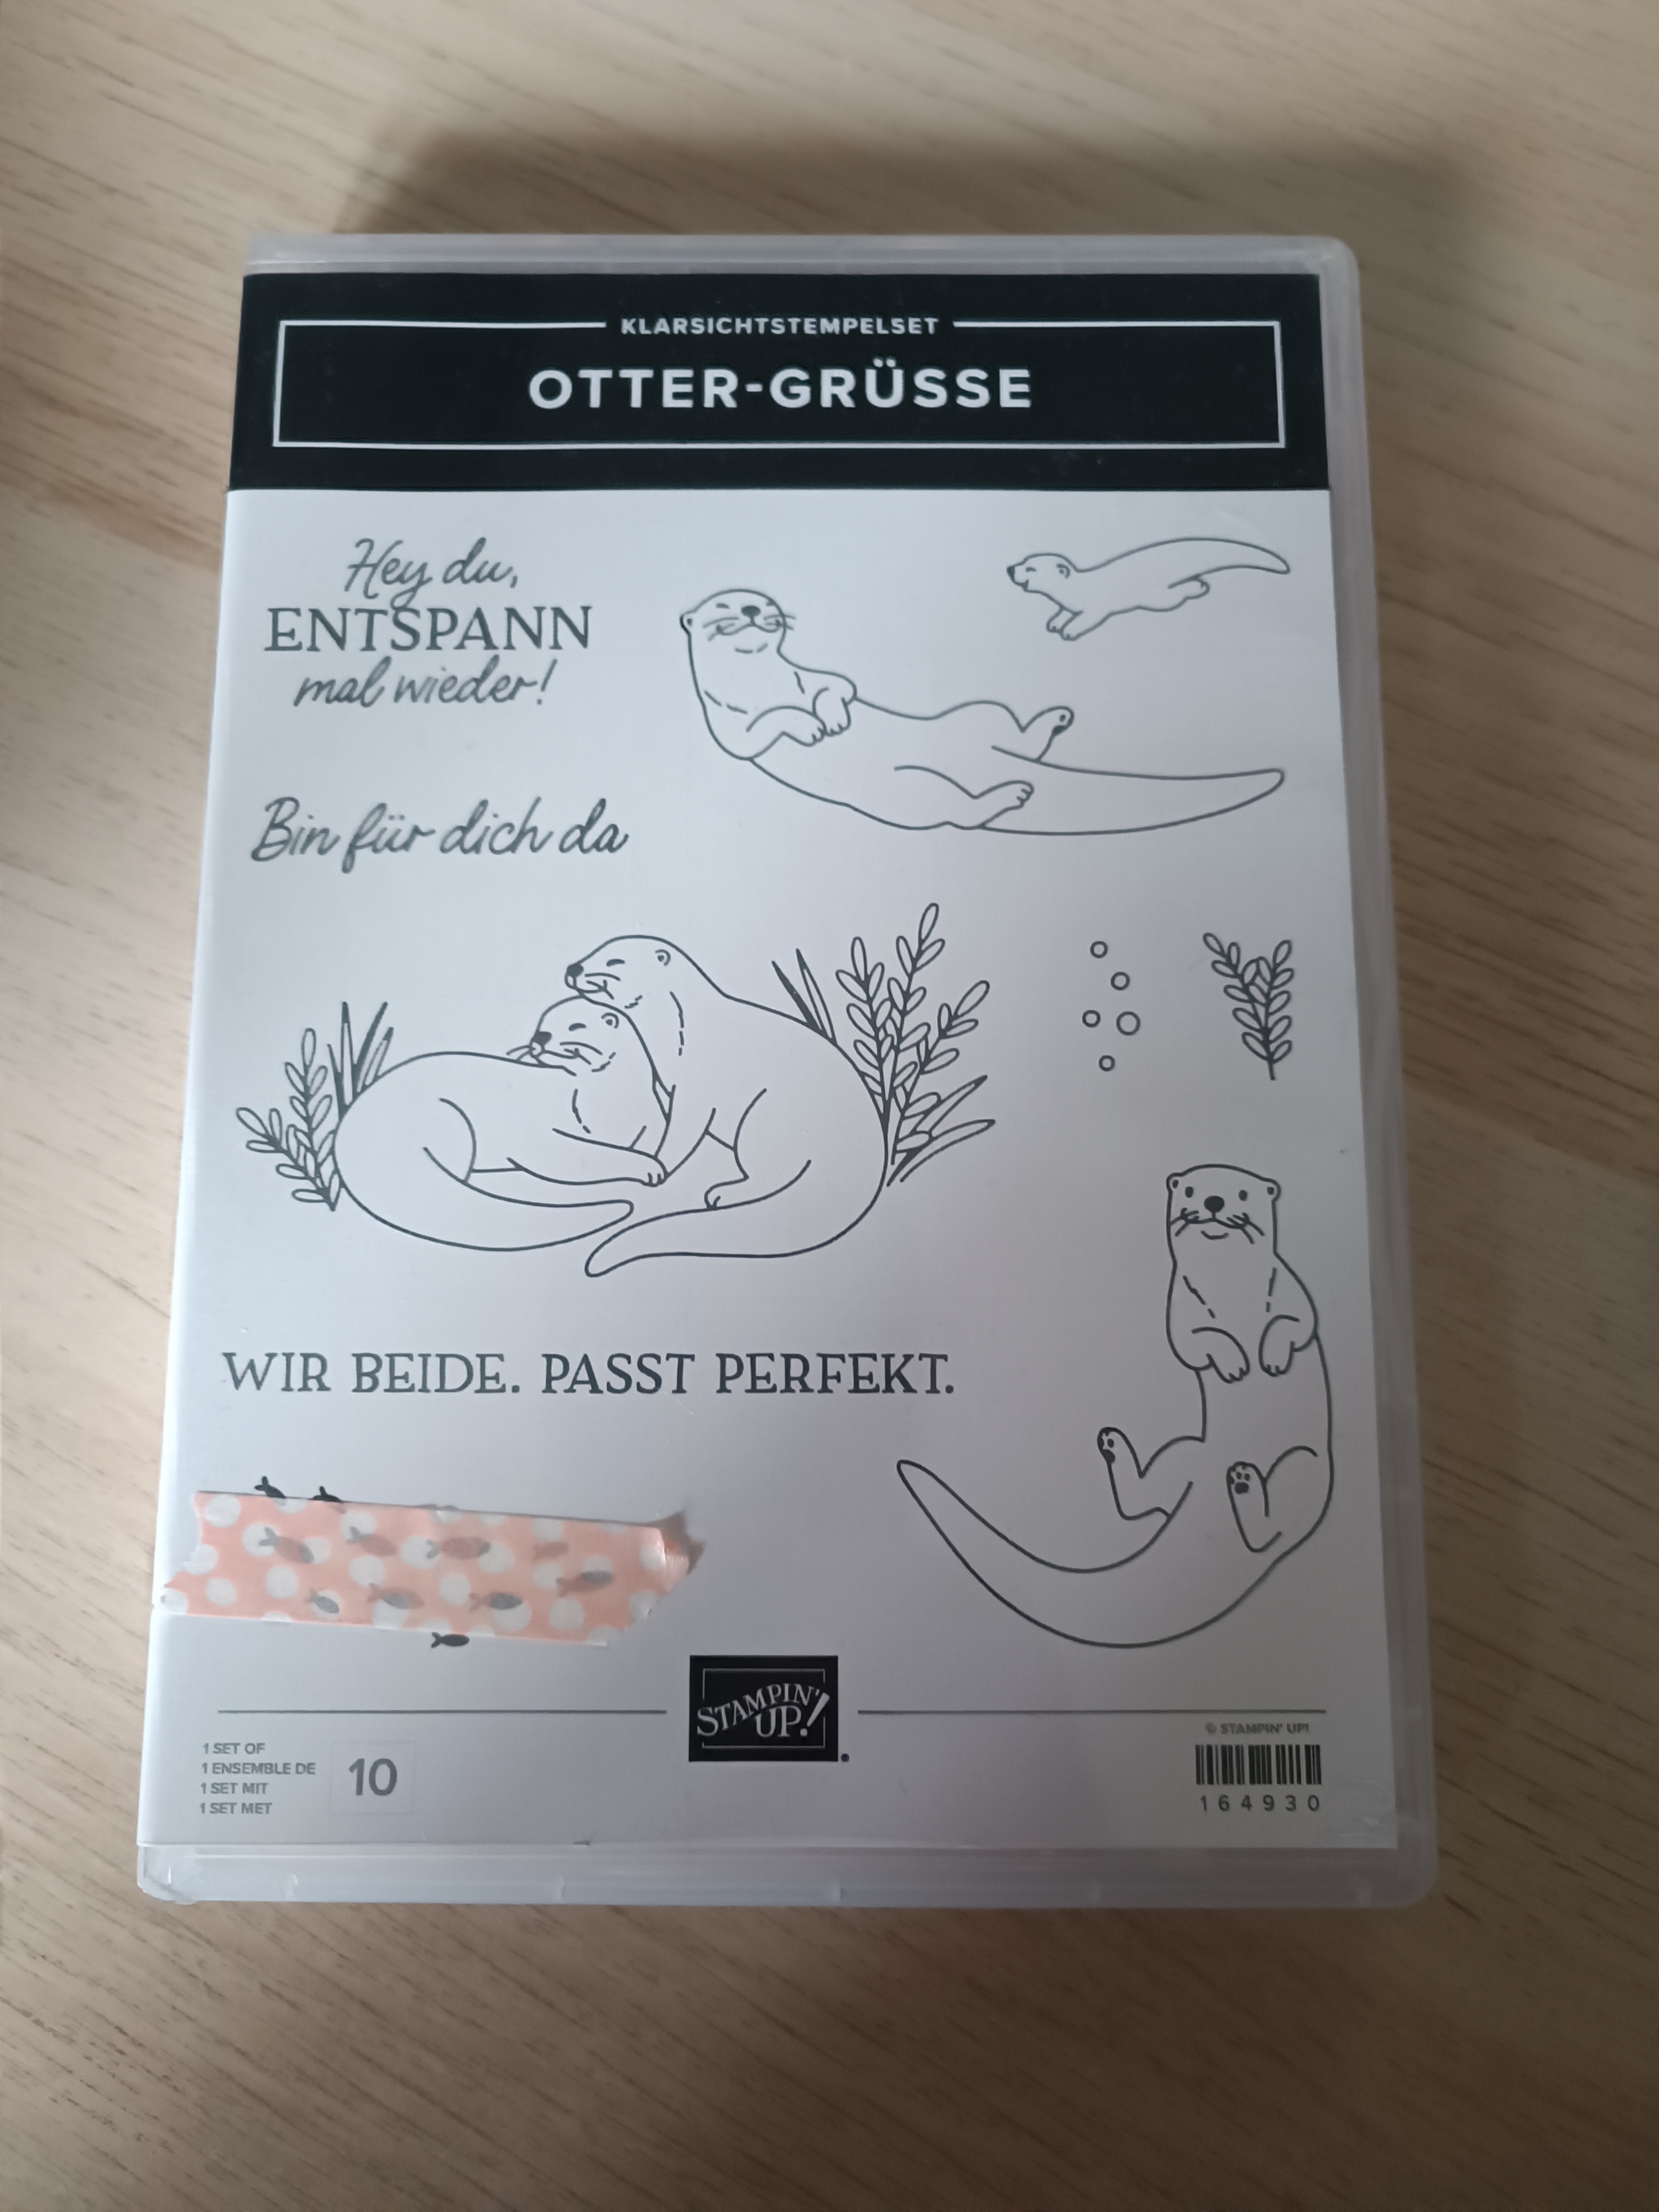 KLARSICHTSTEMPELSET
OTTER-GRÜSSE
Hey du,
ENTSPANN
mal wieder!
Bin für dich da
WIR BEIDE. PASST PERFEKT.
STAMPIN'
UP!
®
1 SET OF
1 ENSEMBLE DE
1 SET MIT
1 SET MET
10
© STAMPIN' UP!
164930